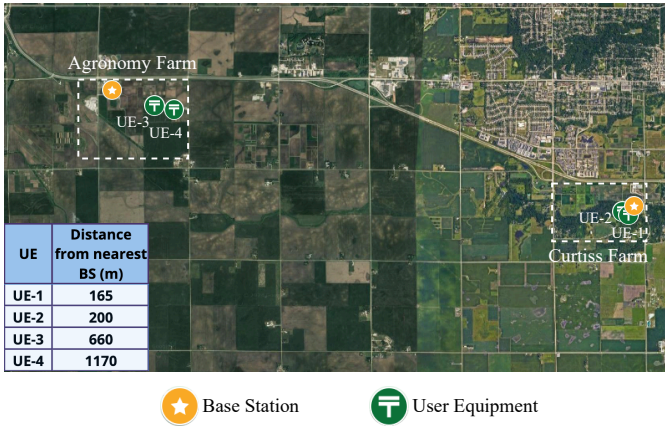 Agronomy Farm
UE-3
UE-4
UE-2
UE-1
Curtiss Farm
UE Distance from nearest BS (m)
UE-1 165
UE-2 200
UE-3 660
UE-4 1170
Base Station
User Equipment